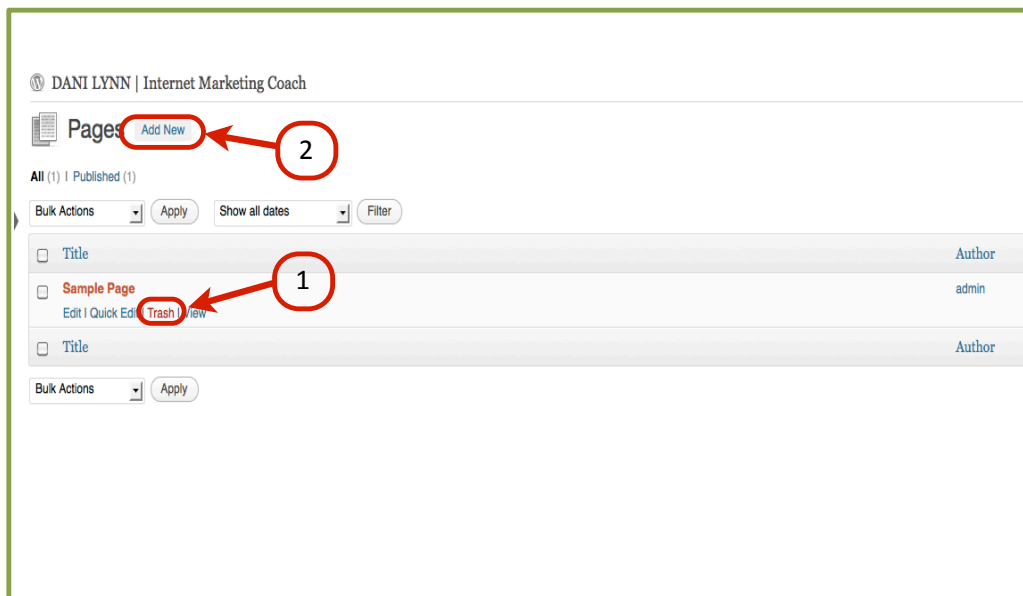 DANI LYNN | Internet Marketing Coach
Pages Add New
2
All (1) | Published (1)
Bulk Actions Apply Show all dates Filter
Title Author
1
Sample Page admin
Edit | Quick Edit | Trash | View
Title Author
Bulk Actions Apply